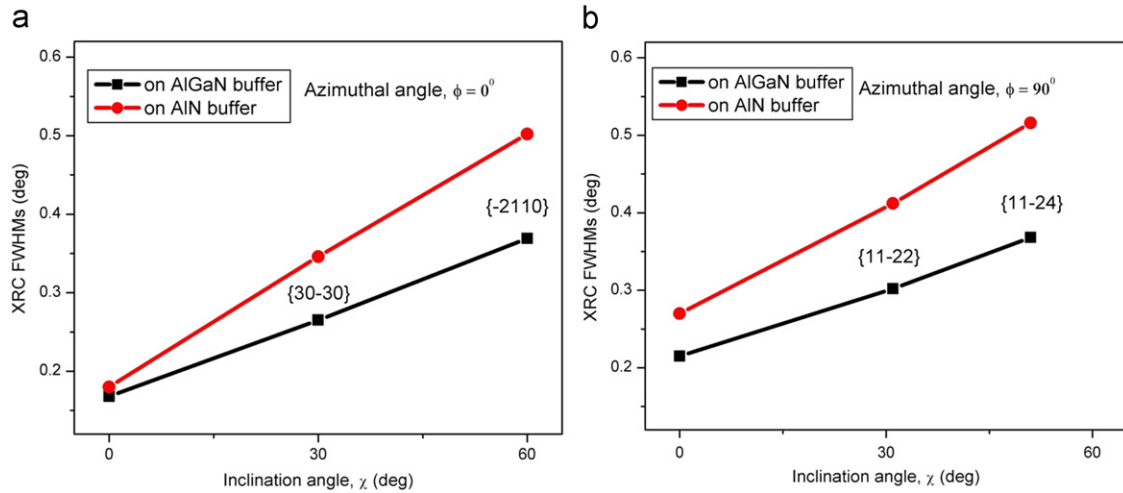 a
0.6
0.5
0.4
0.3
0.2
XRC FWHMs (deg)
on AlGaN buffer
on AlN buffer
Azimuthal angle, ϕ = 0⁰
{30-30}
{-2110}
0
30
60
Inclination angle, χ (deg)
b
0.6
0.5
0.4
0.3
0.2
XRC FWHMs (deg)
on AlGaN buffer
on AlN buffer
Azimuthal angle, ϕ = 90⁰
{11-22}
{11-24}
0
30
60
Inclination angle, χ (deg)